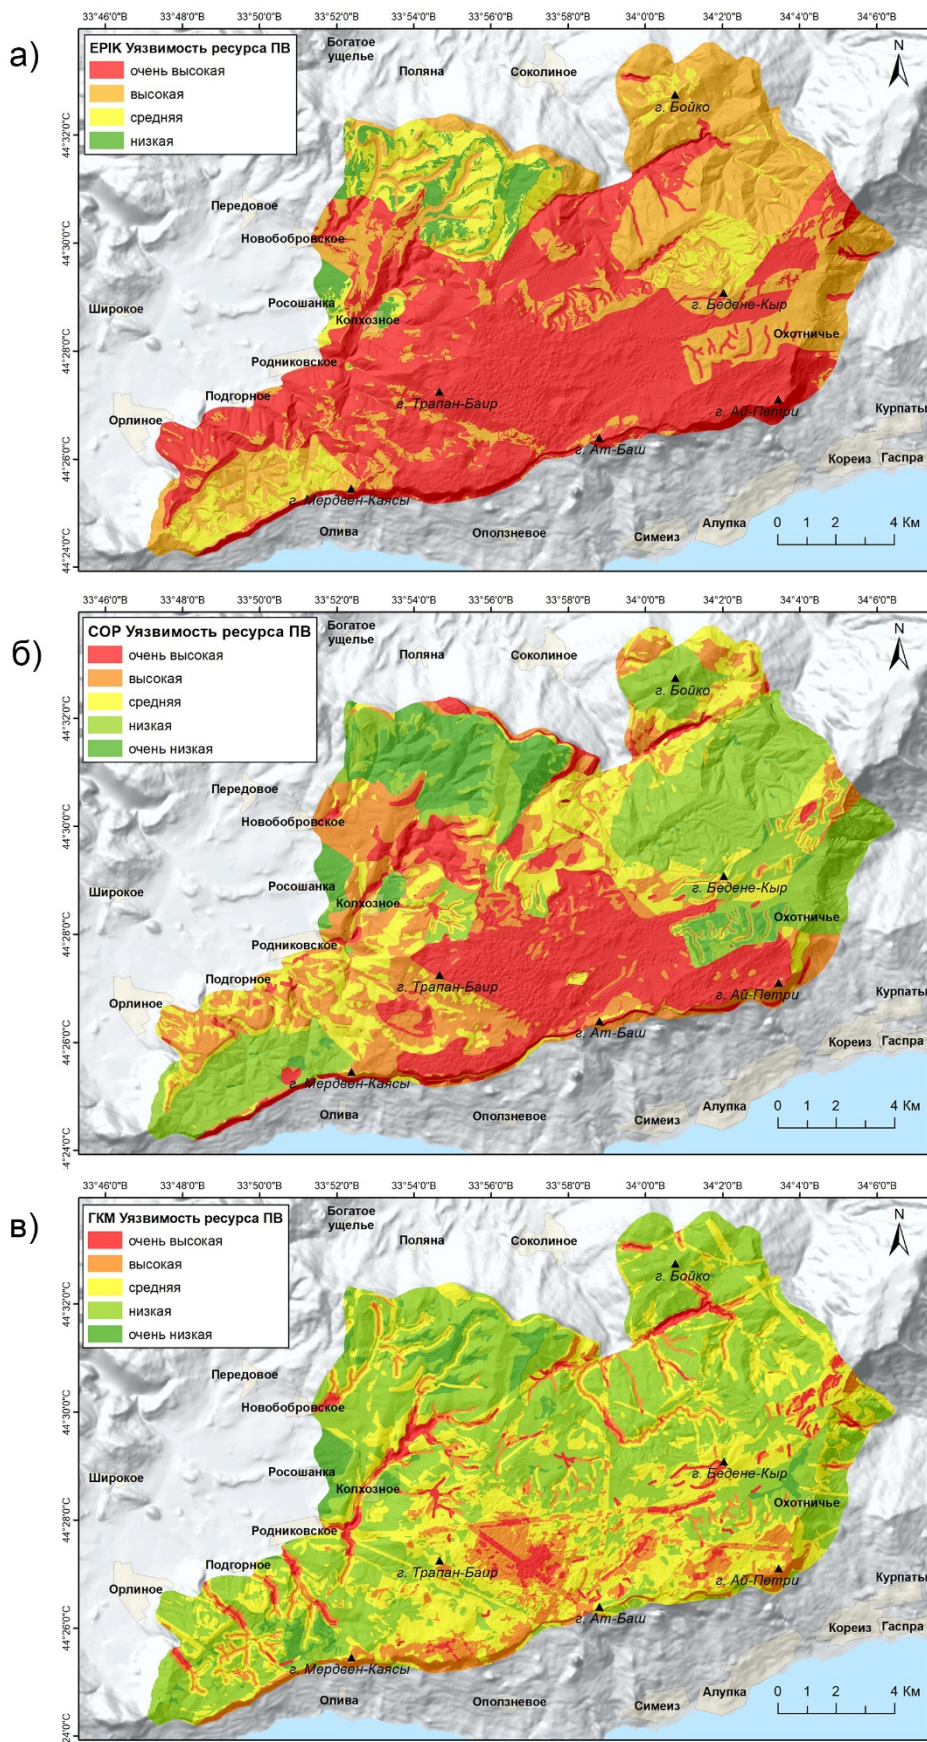 а)
33°46'0"В 33°48'0"В 33°50'0"В 33°52'0"В 33°54'0"В 33°56'0"В 33°58'0"В 34°0'0"В 34°2'0"В 34°4'0"В 34°6'0"В
EPIK Уязвимость ресурса ПВ
очень высокая
высокая
средняя
низкая
Богатое
ущелье
Поляна
Соколиное
N
г. Бойко
44°32'0"С
Передовое
Новобобровское
44°30'0"С
Широкое
Росошанка
Колхозное
г. Бедене-Кыр
Охотничье
44°28'0"С
Родниковское
Подгорное
Орлиное
г. Трапан-Баир
г. Ай-Петри
Курпаты
44°26'0"С
г. Ат-Баш
Кореиз
Гаспра
г. Мердвен-Каясы
Олива
Оползневое
Симеиз
Алупка
0 1 2 4 Км
44°24'0"С
б)
33°46'0"В 33°48'0"В 33°50'0"В 33°52'0"В 33°54'0"В 33°56'0"В 33°58'0"В 34°0'0"В 34°2'0"В 34°4'0"В 34°6'0"В
COP Уязвимость ресурса ПВ
очень высокая
высокая
средняя
низкая
очень низкая
Богатое
ущелье
Поляна
Соколиное
N
г. Бойко
44°32'0"С
Передовое
Новобобровское
44°30'0"С
Широкое
Росошанка
Колхозное
г. Бедене-Кыр
Охотничье
44°28'0"С
Родниковское
Подгорное
Орлиное
г. Трапан-Баир
г. Ай-Петри
Курпаты
44°26'0"С
г. Ат-Баш
Кореиз
Гаспра
г. Мердвен-Каясы
Олива
Оползневое
Симеиз
Алупка
0 1 2 4 Км
4°24'0"С
в)
33°46'0"В 33°48'0"В 33°50'0"В 33°52'0"В 33°54'0"В 33°56'0"В 33°58'0"В 34°0'0"В 34°2'0"В 34°4'0"В 34°6'0"В
ГКМ Уязвимость ресурса ПВ
очень высокая
высокая
средняя
низкая
очень низкая
Богатое
ущелье
Поляна
Соколиное
N
г. Бойко
44°32'0"С
Передовое
Новобобровское
44°30'0"С
Широкое
Росошанка
Колхозное
г. Бедене-Кыр
Охотничье
44°28'0"С
Родниковское
Подгорное
Орлиное
г. Трапан-Баир
г. Ай-Петри
Курпаты
44°26'0"С
г. Ат-Баш
Кореиз
Гаспра
г. Мердвен-Каясы
Олива
Оползневое
Симеиз
Алупка
0 1 2 4 Км
24°0'0"С